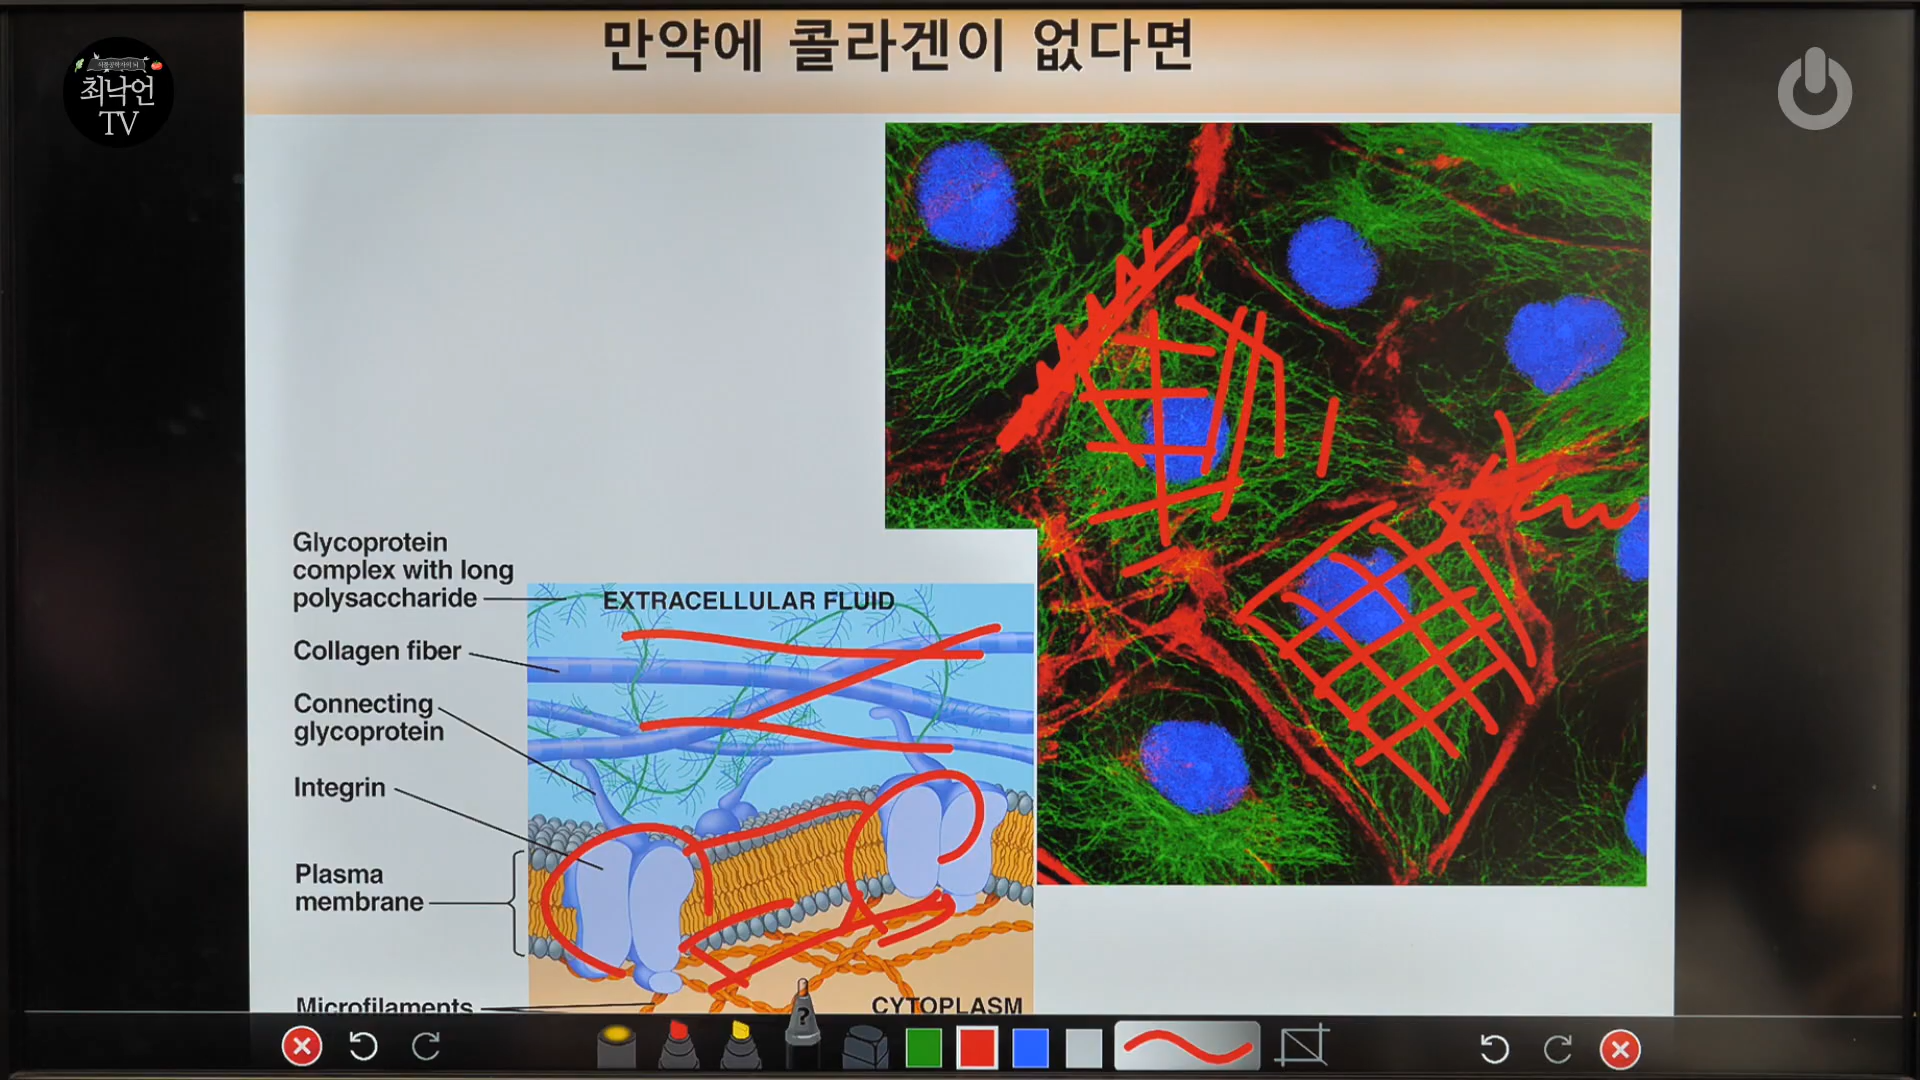 만약에 콜라겐이 없다면
최낙언
TV
Glycoprotein
complex with long
polysaccharide
EXTRACELLULAR FLUID
Collagen fiber
Connecting
glycoprotein
Integrin
Plasma
membrane
Microfilaments
CYTOPLASM
?